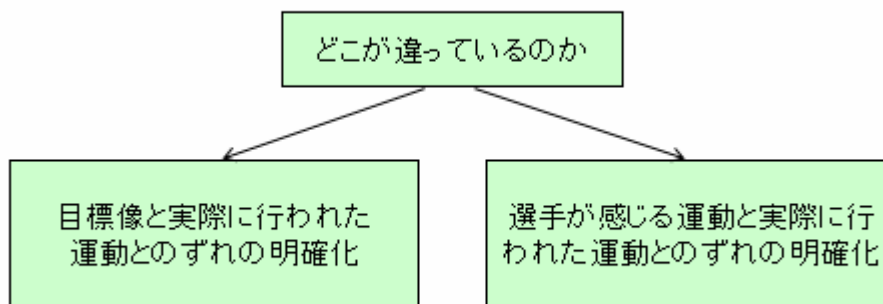 どこが違っているのか
目標像と実際に行われた
運動とのずれの明確化
選手が感じる運動と実際に行
われた運動とのずれの明確化